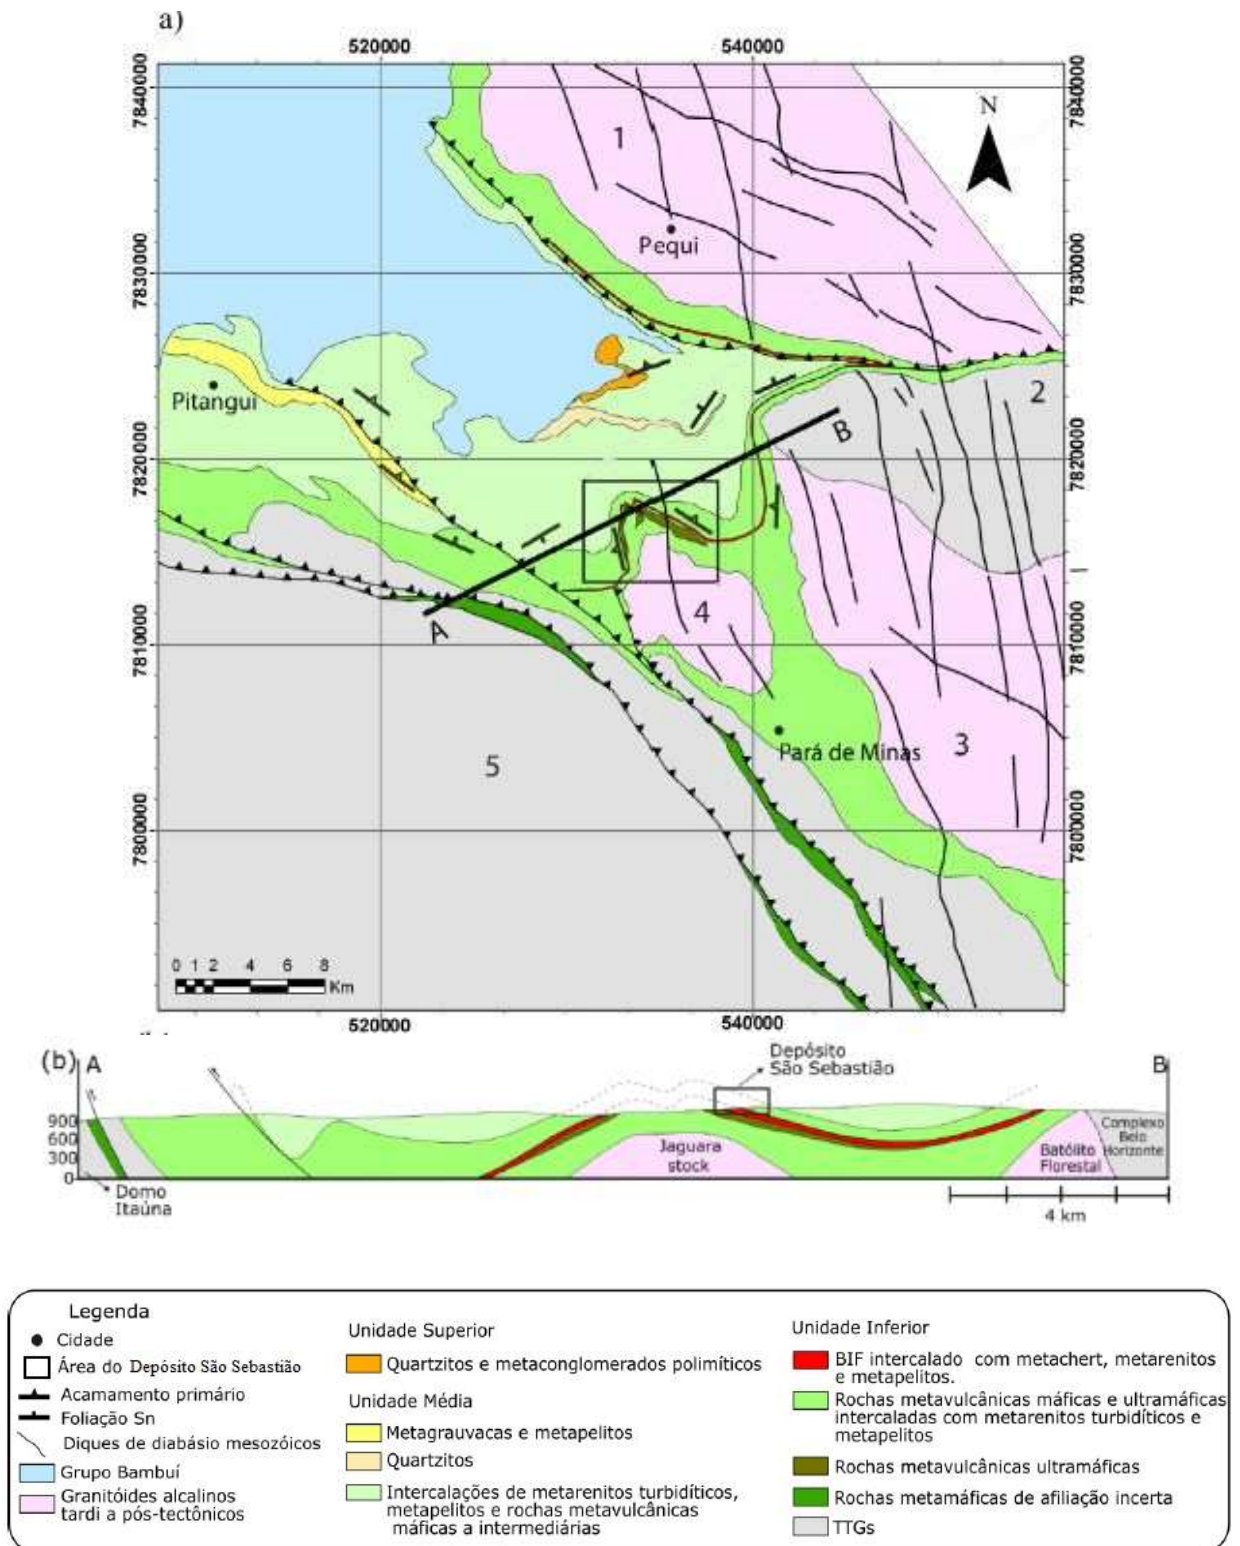 a)
520000
540000
7840000
7840000
N
1
Pequi
7830000
7830000
2
Pitangui
B
7820000
7820000
4
A
7810000
7810000
3
Pará de Minas
5
7800000
7800000
0 1 2 4 6 8
Km
520000
540000
(b) A
Depósito
São Sebastião
B
900
600
300
0
Jaguara
stock
Batólito
Florestal
Complexo
Belo
Horizonte
Domo
Itaúna
4 km
Legenda
Cidade
Área do Depósito São Sebastião
Acamamento primário
Foliação Sn
Diques de diabásio mesozóicos
Grupo Bambuí
Granitóides alcalinos
tardi a pós-tectônicos
Unidade Superior
Quartzitos e metaconglomerados polimíticos
Unidade Média
Metagrauvacas e metapelitos
Quartzitos
Intercalações de metarenitos turbidíticos,
metapelitos e rochas metavulcânicas
máficas a intermediárias
Unidade Inferior
BIF intercalado com metachert, metarenitos
e metapelitos.
Rochas metavulcânicas máficas e ultramáficas
intercaladas com metarenitos turbidíticos e
metapelitos
Rochas metavulcânicas ultramáficas
Rochas metamáficas de afiliação incerta
TTGs